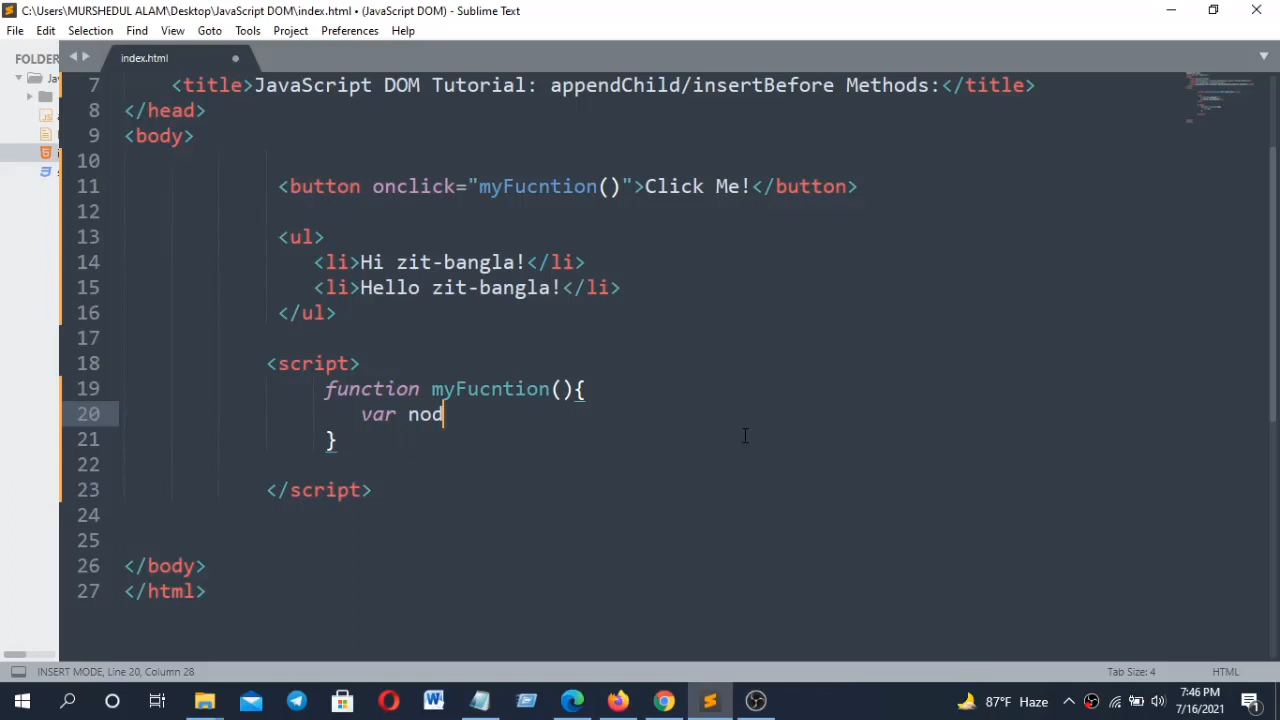 C:\Users\MURSHEDUL ALAM\Desktop\JavaScript DOM\index.html • (JavaScript DOM) - Sublime Text
File Edit Selection Find View Goto Tools Project Preferences Help
FOLDER
index.html
7 <title>JavaScript DOM Tutorial: appendChild/insertBefore Methods:</title>
8 </head>
9 <body>
10
11 <button onclick="myFucntion()">Click Me!</button>
12
13 <ul>
14 <li>Hi zit-bangla!</li>
15 <li>Hello zit-bangla!</li>
16 </ul>
17
18 <script>
19 function myFucntion(){
20 var nod
21 }
22
23 </script>
24
25
26 </body>
27 </html>
INSERT MODE, Line 20, Column 28 Tab Size: 4 HTML
87°F Haze 7:46 PM
7/16/2021